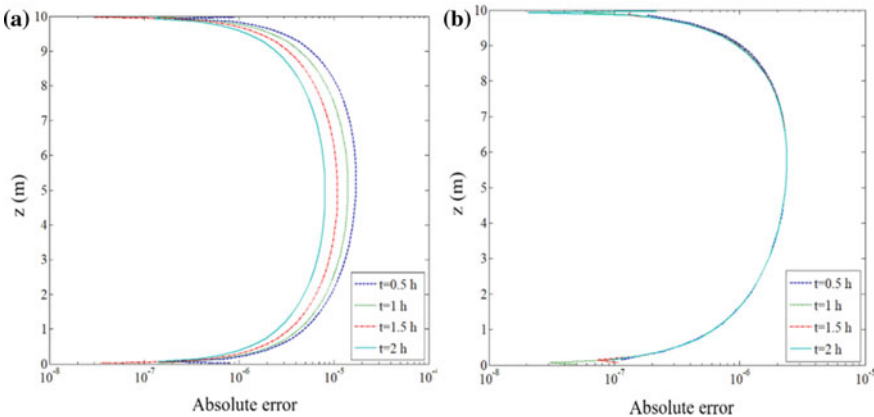 (a)
10
9
8
7
6
5
4
3
2
1
0
z (m)
t=0.5 h
t=1 h
t=1.5 h
t=2 h
10⁻⁸
10⁻⁷
10⁻⁶
10⁻⁵
10⁻⁴
Absolute error
(b)
10
9
8
7
6
5
4
3
2
1
0
z (m)
t=0.5 h
t=1 h
t=1.5 h
t=2 h
10⁻⁸
10⁻⁷
10⁻⁶
10⁻⁵
Absolute error